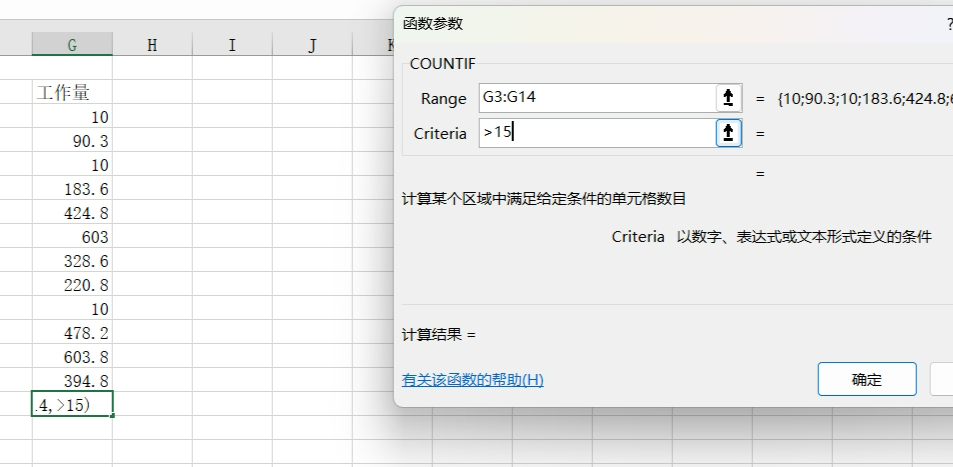 函数参数
?
G H I J K
COUNTIF
Range G3:G14 = {10;90.3;10;183.6;424.8;
Criteria >15 =
=
计算某个区域中满足给定条件的单元格数目
Criteria 以数字、表达式或文本形式定义的条件
计算结果 =
有关该函数的帮助(H)
确定
工作量
10
90.3
10
183.6
424.8
603
328.6
220.8
10
478.2
603.8
394.8
.4,>15)